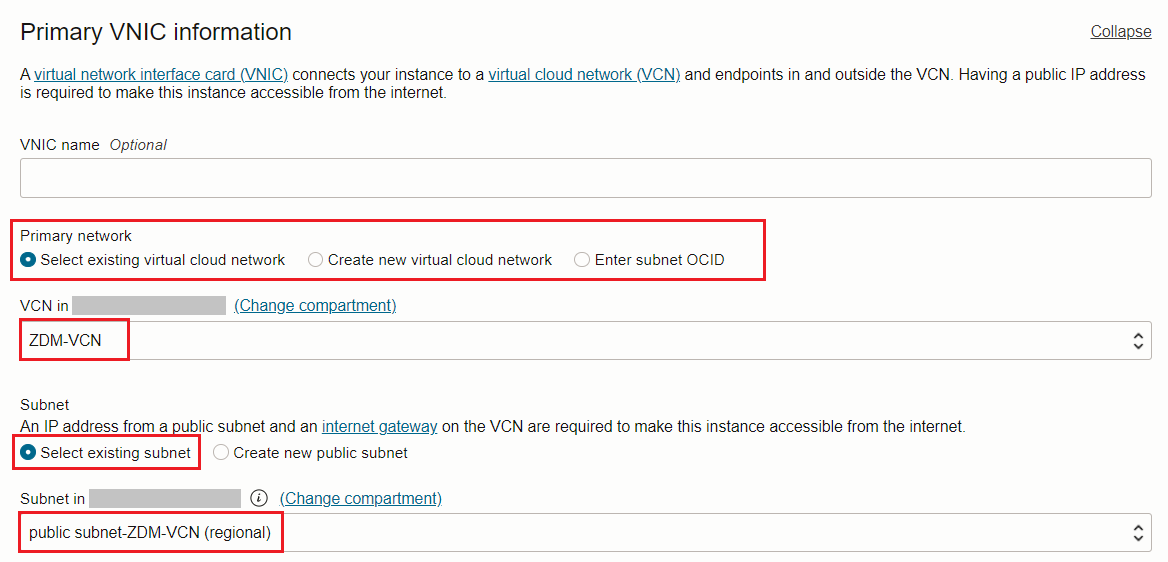 Primary VNIC information
Collapse
A virtual network interface card (VNIC) connects your instance to a virtual cloud network (VCN) and endpoints in and outside the VCN. Having a public IP address
is required to make this instance accessible from the internet.
VNIC name Optional
Primary network
Select existing virtual cloud network Create new virtual cloud network Enter subnet OCID
VCN in (Change compartment)
ZDM-VCN
Subnet
An IP address from a public subnet and an internet gateway on the VCN are required to make this instance accessible from the internet.
Select existing subnet Create new public subnet
Subnet in i (Change compartment)
public subnet-ZDM-VCN (regional)